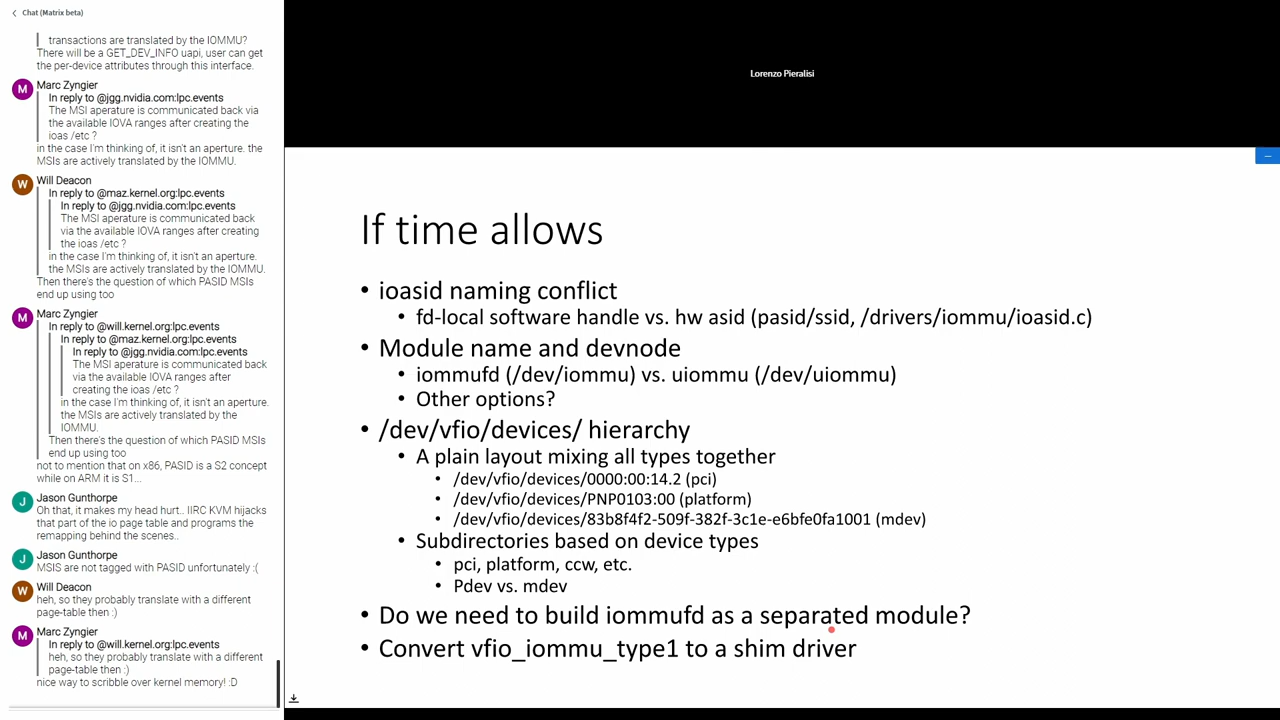 Chat (Matrix beta)
transactions are translated by the IOMMU?
There will be a GET_DEV_INFO uapi, user can get
the per-device attributes through this interface.
M
Marc Zyngier
In reply to @jgg.nvidia.com:lpc.events
The MSI aperature is communicated back via
the available IOVA ranges after creating the
ioas /etc ?
in the case I'm thinking of, it isn't an aperture. the
MSIs are actively translated by the IOMMU.
W
Will Deacon
In reply to @maz.kernel.org:lpc.events
In reply to @jgg.nvidia.com:lpc.events
The MSI aperature is communicated back
via the available IOVA ranges after creating
the ioas /etc ?
in the case I'm thinking of, it isn't an aperture.
the MSIs are actively translated by the IOMMU.
Then there's the question of which PASID MSIs
end up using too
M
Marc Zyngier
In reply to @will.kernel.org:lpc.events
In reply to @maz.kernel.org:lpc.events
In reply to @jgg.nvidia.com:lpc.events
The MSI aperature is communicated back
via the available IOVA ranges after
creating the ioas /etc ?
in the case I'm thinking of, it isn't an aperture.
the MSIs are actively translated by the
IOMMU.
Then there's the question of which PASID MSIs
end up using too
not to mention that on x86, PASID is a S2 concept
while on ARM it is S1...
J
Jason Gunthorpe
Oh that, it makes my head hurt.. IIRC KVM hijacks
that part of the io page table and programs the
remapping behind the scenes..
J
Jason Gunthorpe
MSIS are not tagged with PASID unfortunately :(
W
Will Deacon
heh, so they probably translate with a different
page-table then :)
M
Marc Zyngier
In reply to @will.kernel.org:lpc.events
heh, so they probably translate with a different
page-table then :)
nice way to scribble over kernel memory! :D
Lorenzo Pieralisi
If time allows
• ioasid naming conflict
• fd-local software handle vs. hw asid (pasid/ssid, /drivers/iommu/ioasid.c)
• Module name and devnode
• iommufd (/dev/iommu) vs. uiommu (/dev/uiommu)
• Other options?
• /dev/vfio/devices/ hierarchy
• A plain layout mixing all types together
• /dev/vfio/devices/0000:00:14.2 (pci)
• /dev/vfio/devices/PNP0103:00 (platform)
• /dev/vfio/devices/83b8f4f2-509f-382f-3c1e-e6bfe0fa1001 (mdev)
• Subdirectories based on device types
• pci, platform, ccw, etc.
• Pdev vs. mdev
• Do we need to build iommufd as a separated module?
• Convert vfio_iommu_type1 to a shim driver